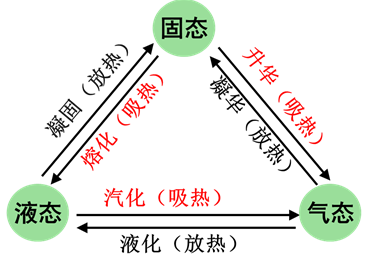 固态
凝固（放热）
熔化（吸热）
升华（吸热）
凝华（放热）
液态
汽化（吸热）
液化（放热）
气态